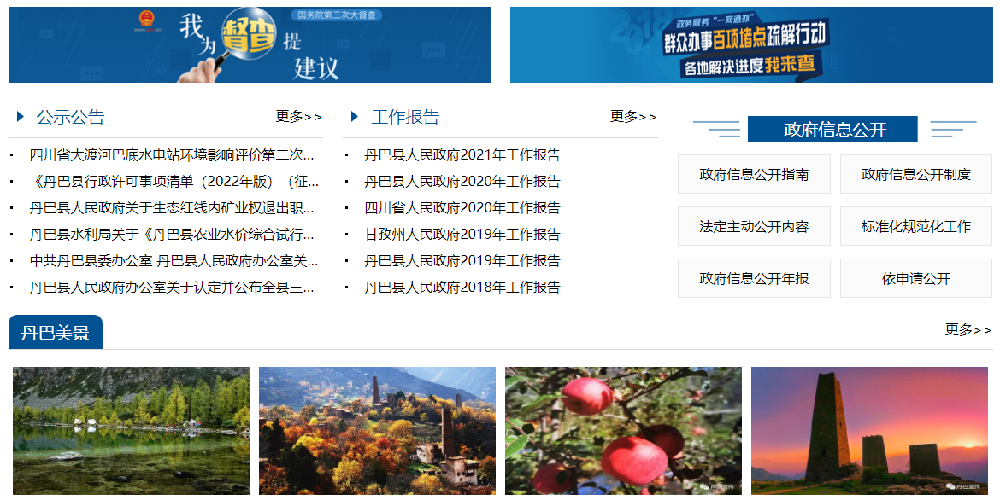 国务院第三次大督查
我为督查提建议
政务服务“一网通办”
群众办事百项堵点疏解行动
各地解决进度我来查
公示公告
更多>>
四川省大渡河巴底水电站环境影响评价第二次...
《丹巴县行政许可事项清单（2022年版）（征...
丹巴县人民政府关于生态红线内矿业权退出职...
丹巴县水利局关于《丹巴县农业水价综合试行...
中共丹巴县委办公室 丹巴县人民政府办公室关...
丹巴县人民政府办公室关于认定并公布全县三...
工作报告
更多>>
丹巴县人民政府2021年工作报告
丹巴县人民政府2020年工作报告
四川省人民政府2020年工作报告
甘孜州人民政府2019年工作报告
丹巴县人民政府2019年工作报告
丹巴县人民政府2018年工作报告
政府信息公开
政府信息公开指南
政府信息公开制度
法定主动公开内容
标准化规范化工作
政府信息公开年报
依申请公开
丹巴美景
更多>>
丹巴宣传
丹巴宣传